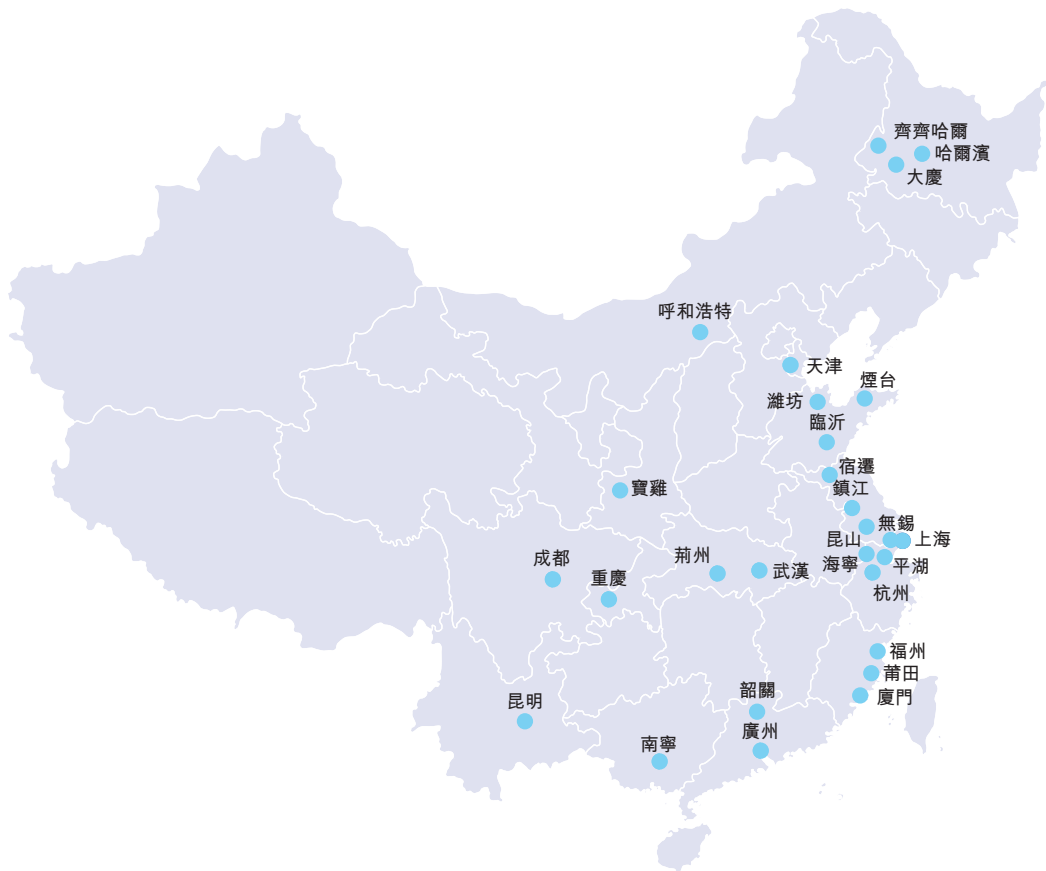 齊齊哈爾
哈爾濱
大慶
呼和浩特
天津
煙台
濰坊
臨沂
宿遷
寶雞
鎮江
無錫
昆山
上海
成都
荊州
武漢
海寧
平湖
重慶
杭州
福州
莆田
韶關
廈門
昆明
廣州
南寧